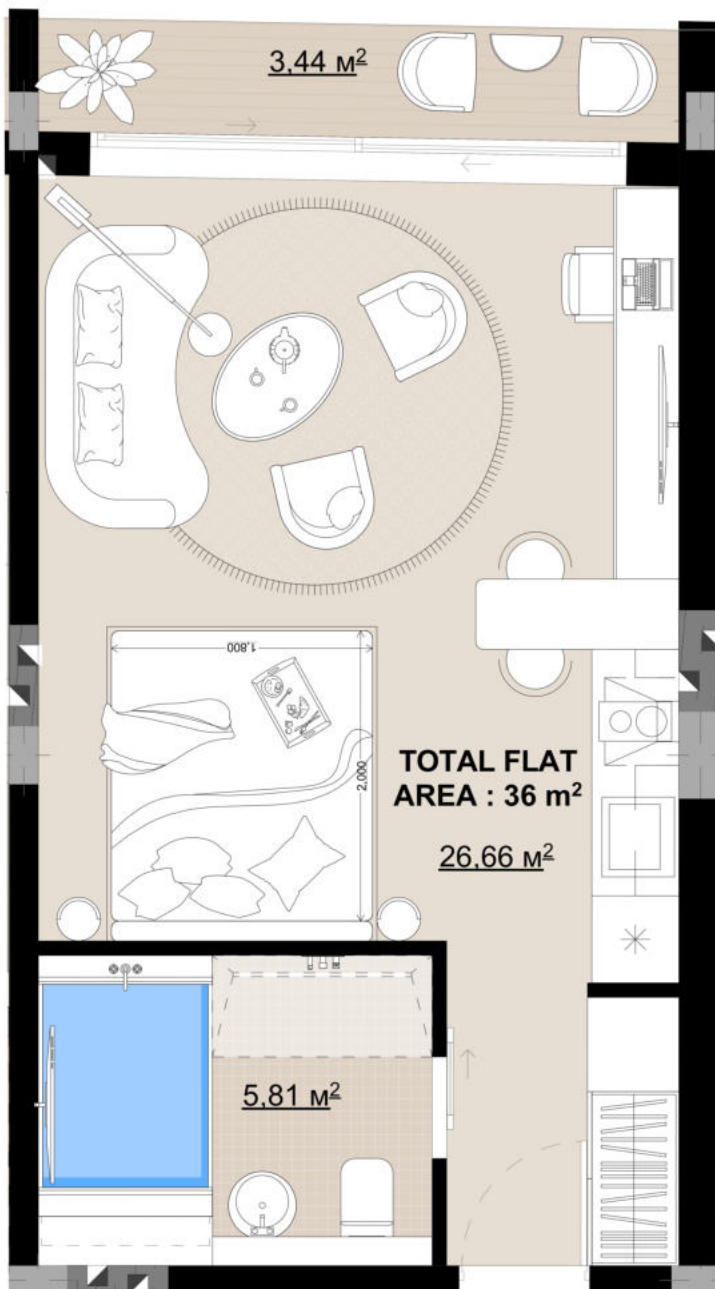 3,44 м²
1,800
2,000
TOTAL FLAT
AREA : 36 m²
26,66 м²
5,81 м²